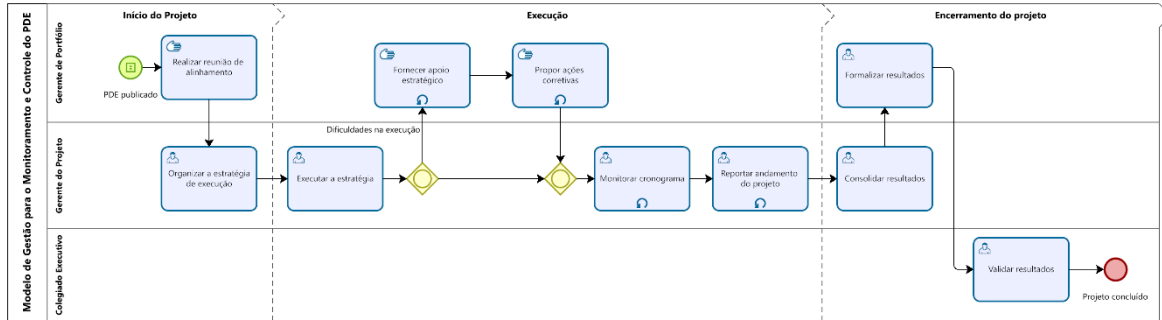 Modelo de Gestão para o Monitoramento e Controle do PDE
Início do Projeto
Execução
Encerramento do projeto
Gerente de Portfólio
PDE publicado
Realizar reunião de
alinhamento
Fornecer apoio
estratégico
Propor ações
corretivas
Formalizar resultados
Gerente do Projeto
Organizar a estratégia
de execução
Executar a estratégia
Dificuldades na execução
Monitorar cronograma
Reportar andamento
do projeto
Consolidar resultados
Colegiado Executivo
Validar resultados
Projeto concluído